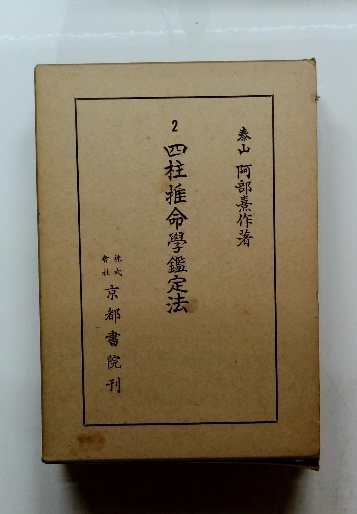 泰山 阿部熹作著
2
四柱推命學鑑定法
株式
會社
京都書院刊